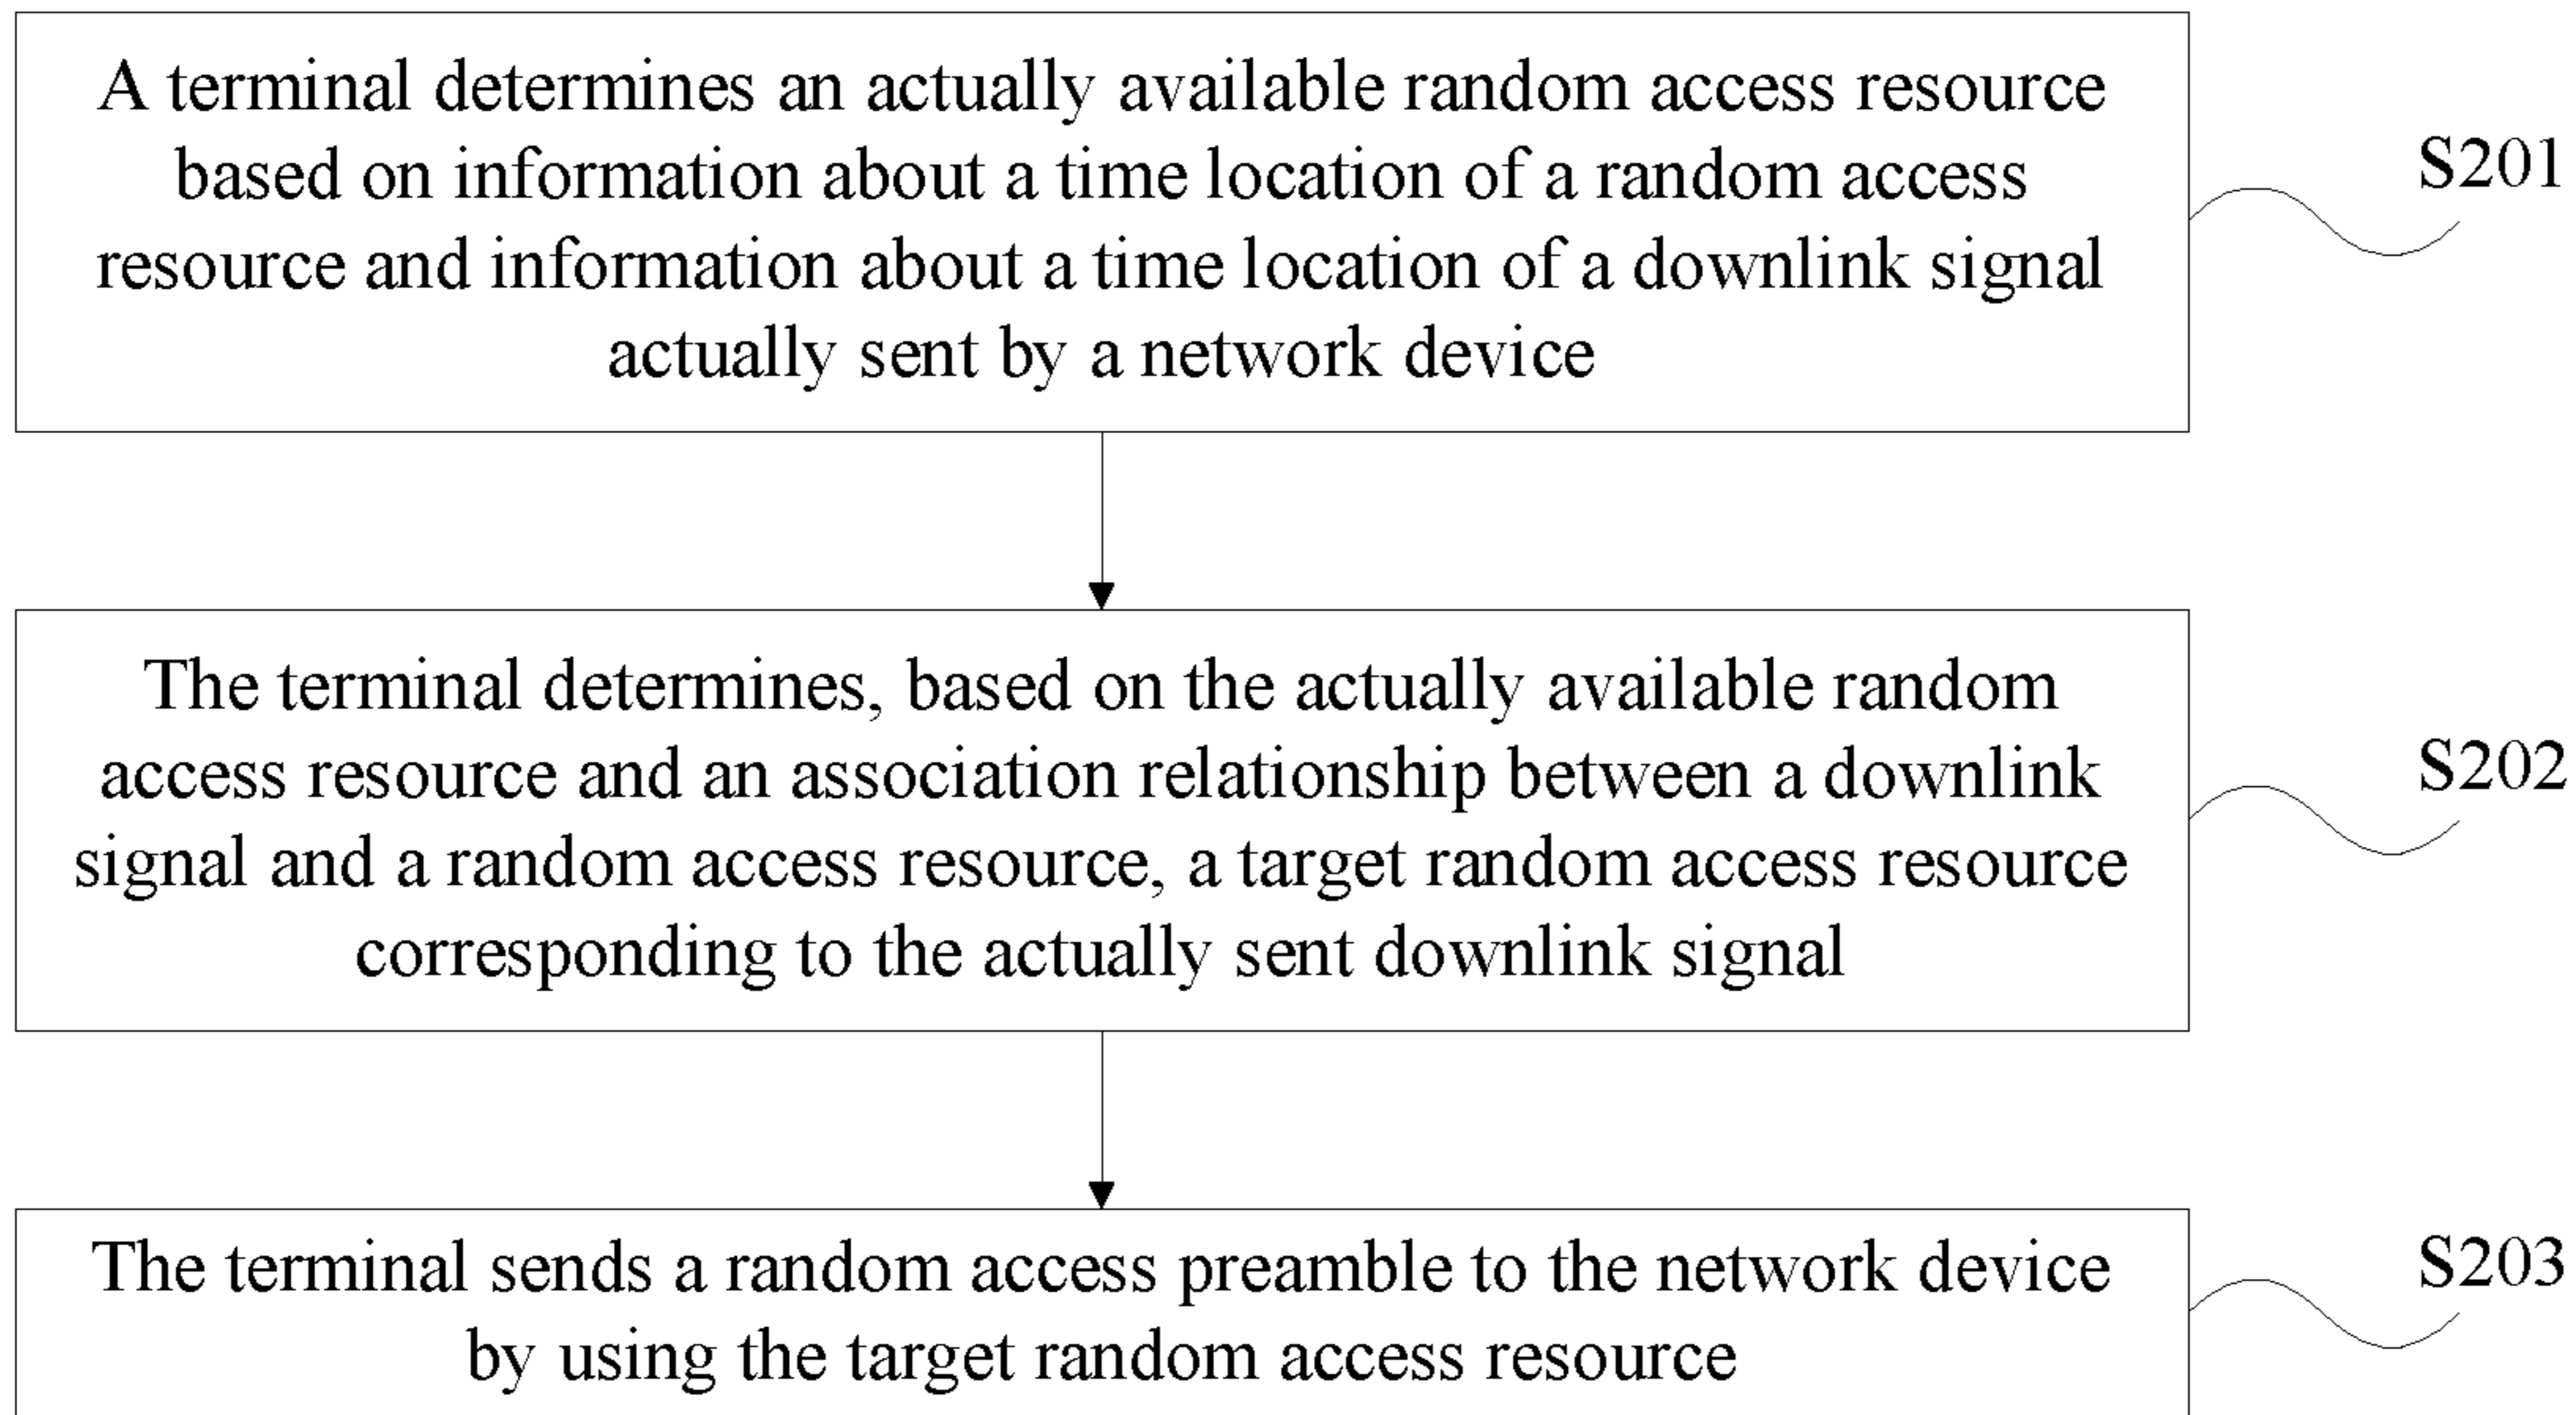 A terminal determines an actually available random access resource
based on information about a time location of a random access
resource and information about a time location of a downlink signal
actually sent by a network device
S201
The terminal determines, based on the actually available random
access resource and an association relationship between a downlink
signal and a random access resource, a target random access resource
corresponding to the actually sent downlink signal
S202
The terminal sends a random access preamble to the network device
by using the target random access resource
S203